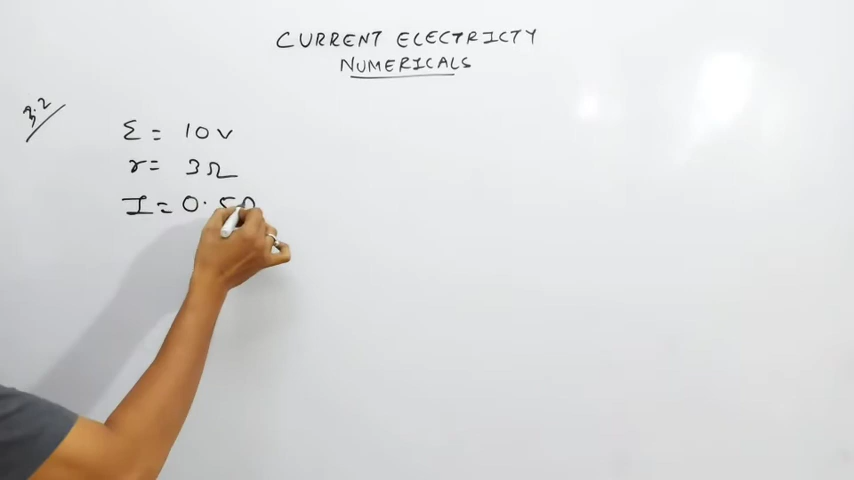 CURRENT ELECTRICTY
NUMERICALS
3.2
Ɛ = 10V
r = 3Ω
I = 0.5